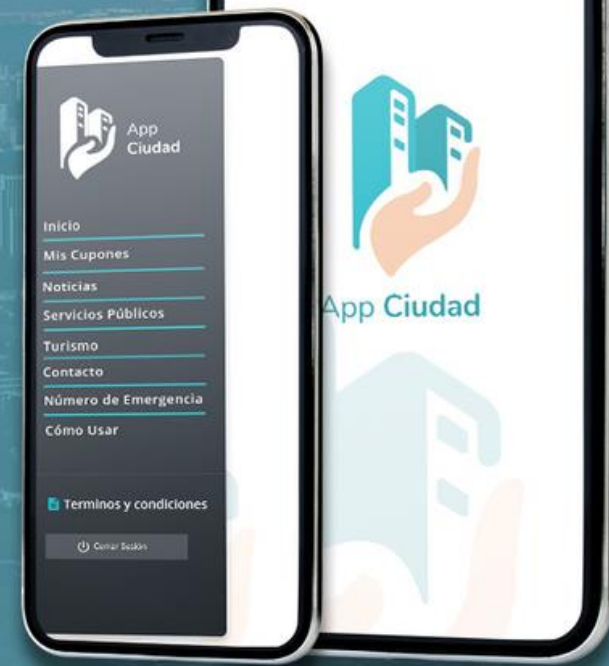 App
Ciudad
Inicio
Mis Cupones
Noticias
Servicios Públicos
Turismo
Contacto
Número de Emergencia
Cómo Usar
Terminos y condiciones
Cerrar Sesión
App Ciudad